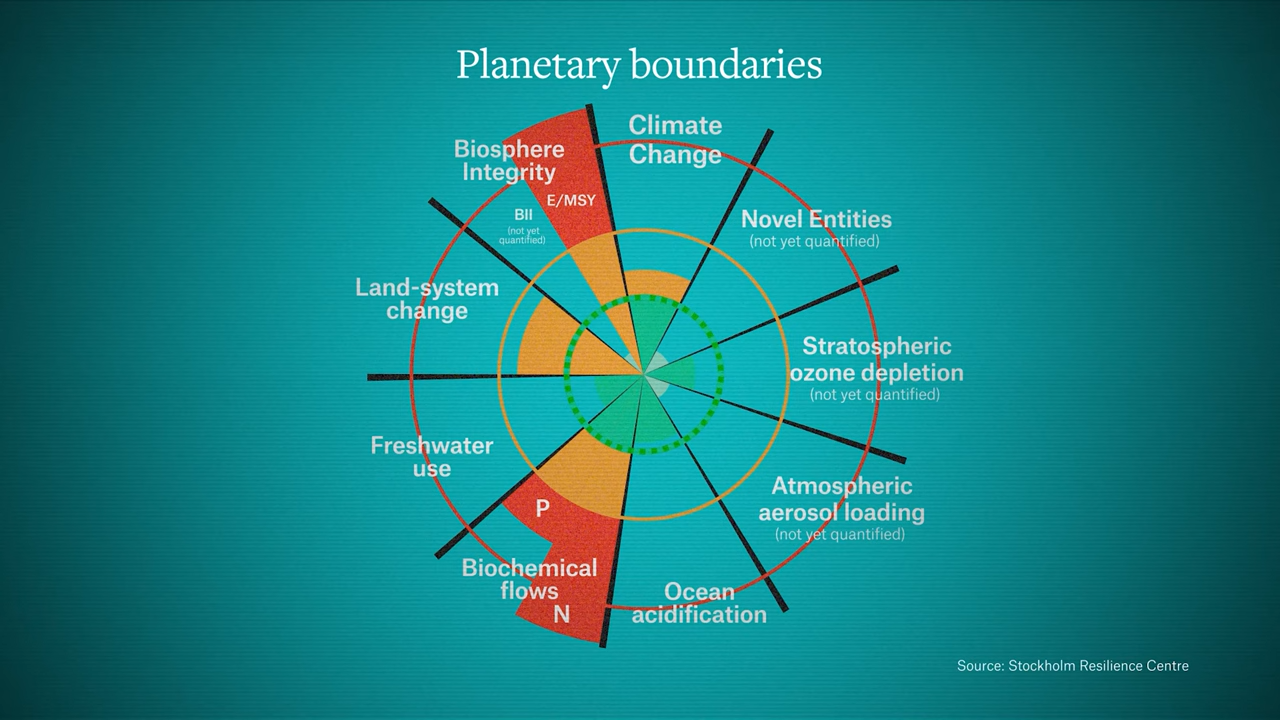 Planetary boundaries
Climate
Change
Biosphere
Integrity
E/MSY
BII
(not yet
quantified)
Novel Entities
(not yet quantified)
Land-system
change
Stratospheric
ozone depletion
(not yet quantified)
Freshwater
use
Atmospheric
aerosol loading
(not yet quantified)
P
Biochemical
flows
N
Ocean
acidification
Source: Stockholm Resilience Centre